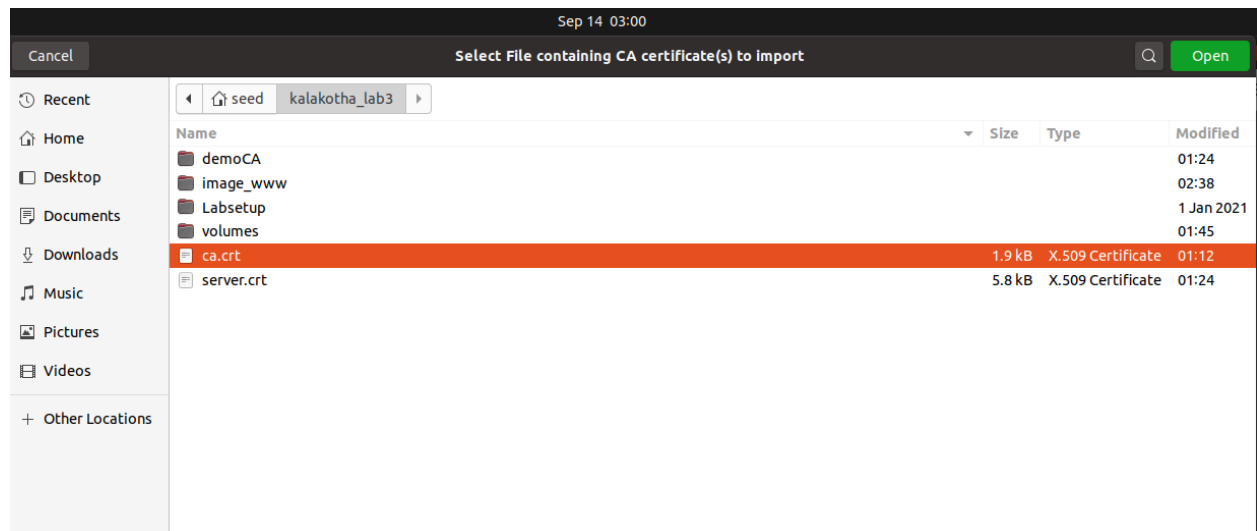 Sep 14 03:00
Cancel
Select File containing CA certificate(s) to import
Open
Recent
Home
Desktop
Documents
Downloads
Music
Pictures
Videos
+ Other Locations
seed kalakotha_lab3
Name Size Type Modified
demoCA 01:24
image_www 02:38
Labsetup 1 Jan 2021
volumes 01:45
ca.crt 1.9 kB X.509 Certificate 01:12
server.crt 5.8 kB X.509 Certificate 01:24